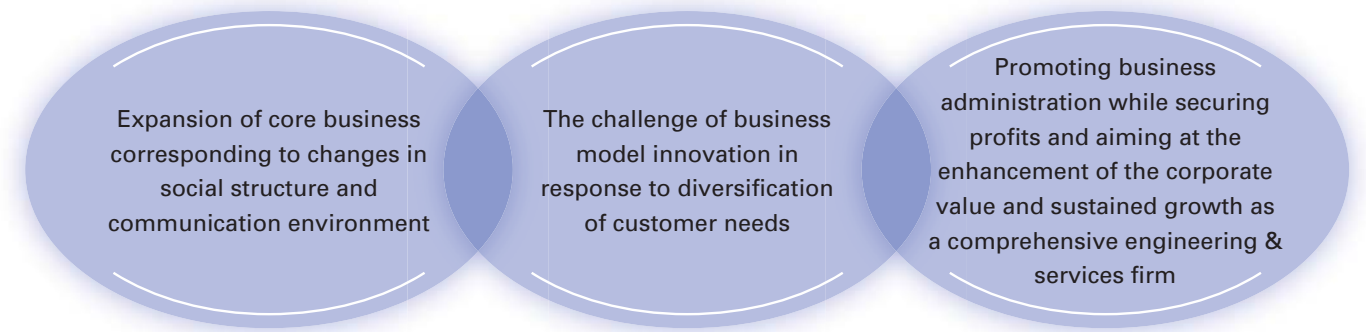 Expansion of core business
corresponding to changes in
social structure and
communication environment
The challenge of business
model innovation in
response to diversification
of customer needs
Promoting business
administration while securing
profits and aiming at the
enhancement of the corporate
value and sustained growth as
a comprehensive engineering &
services firm